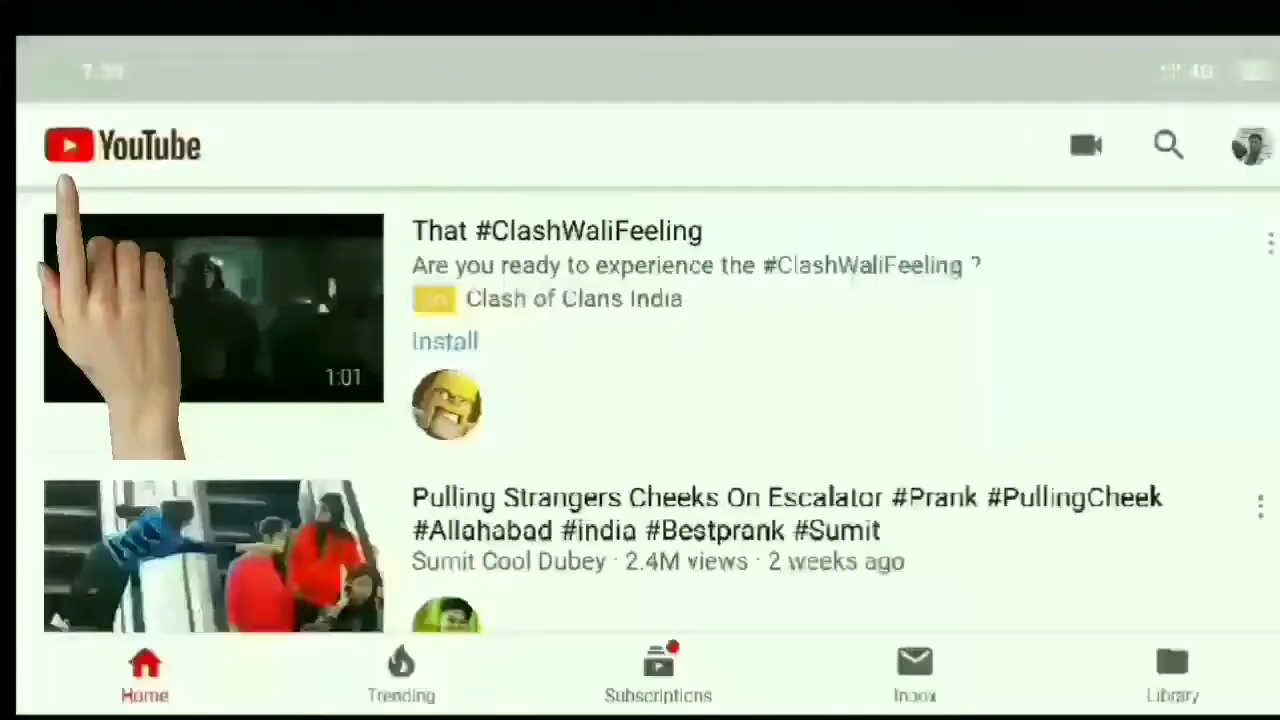 YouTube
That #ClashWaliFeeling
Are you ready to experience the #ClashWaliFeeling ?
Clash of Clans India
Install
1:01
Pulling Strangers Cheeks On Escalator #Prank #PullingCheek
#Allahabad #india #Bestprank #Sumit
Sumit Cool Dubey · 2.4M views · 2 weeks ago
Home
Trending
Subscriptions
Inbox
Library